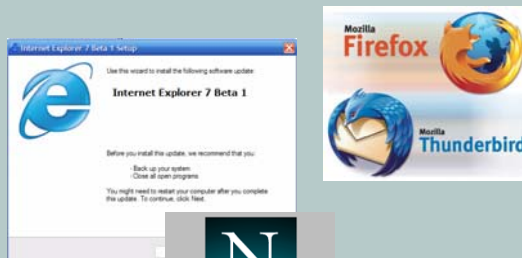 Internet Explorer 7 Beta 1 Setup
Use this wizard to install the following software update:
Internet Explorer 7 Beta 1
Before you install this update, we recommend that you:
- Back up your system
- Close all open programs
You might need to restart your computer after you complete
this update. To continue, click Next.
Mozilla
Firefox
Mozilla
Thunderbird
N